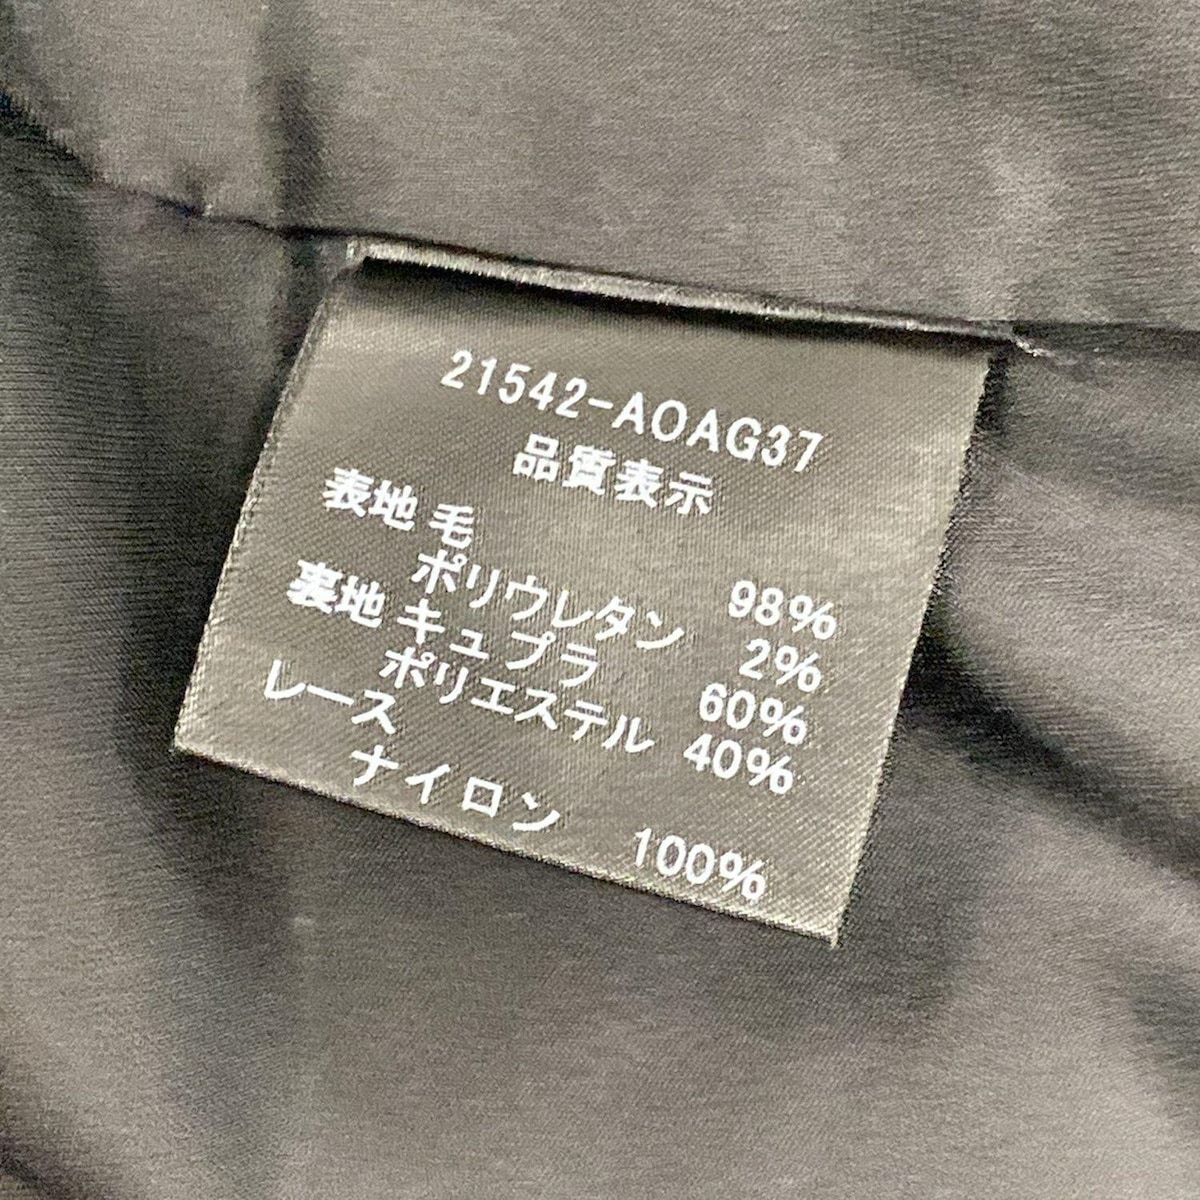 21542-AOAG37
品質表示
表地 毛 98%
ポリウレタン 2%
裏地 キュプラ 60%
ポリエステル 40%
レース
ナイロン 100%